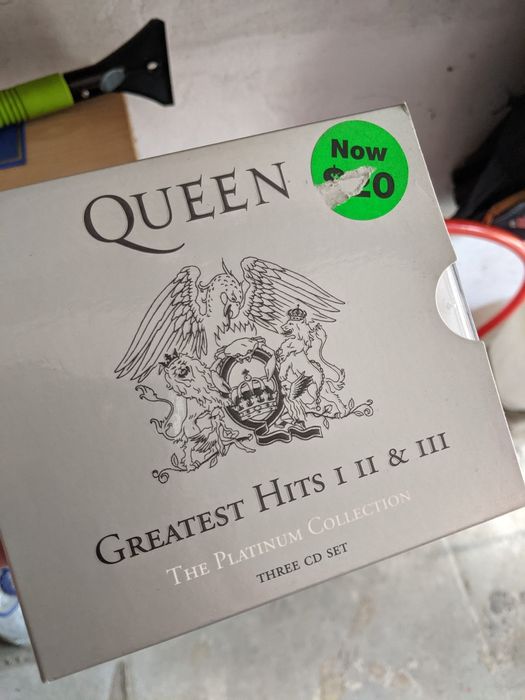 QUEEN
Now
$20
GREATEST HITS I II & III
THE PLATINUM COLLECTION
THREE CD SET